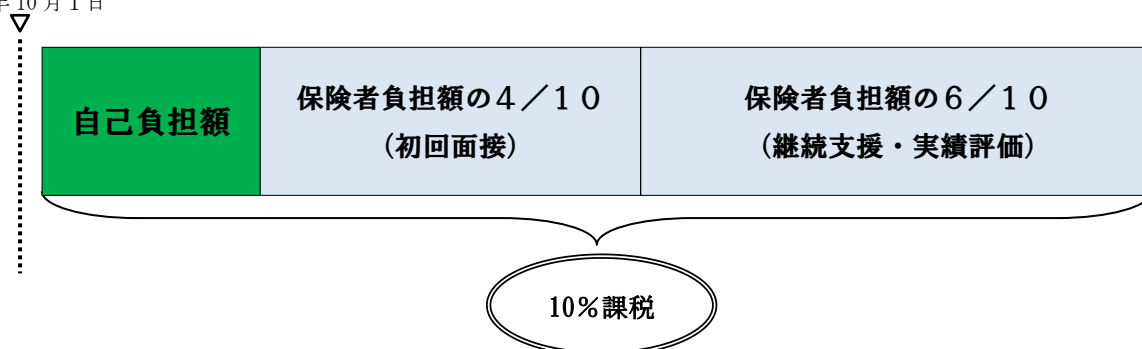 年 10 月 1 日
自己負担額
保険者負担額の４／１０
（初回面接）
保険者負担額の６／１０
（継続支援・実績評価）
10％課税